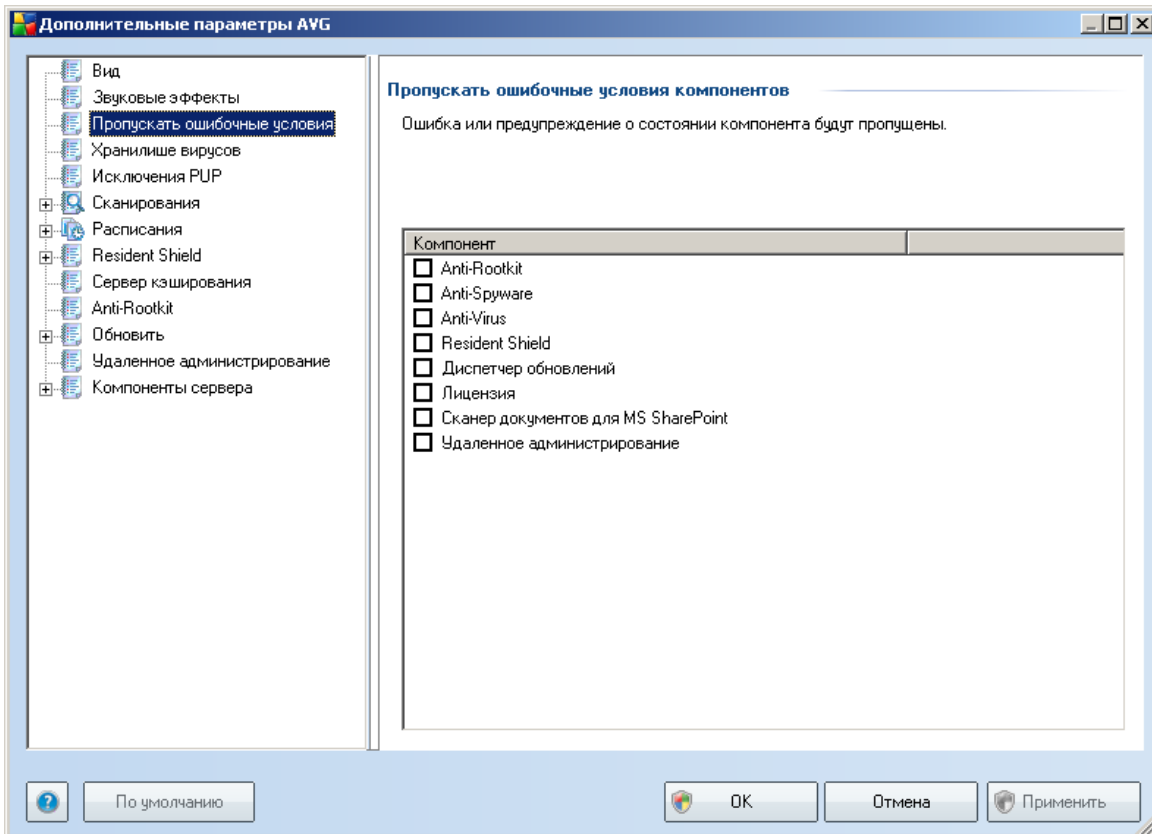 Дополнительные параметры AVG
Вид
Звуковые эффекты
Пропускать ошибочные условия
Хранилише вирусов
Исключения PUP
Сканирования
Расписания
Resident Shield
Сервер кэширования
Anti-Rootkit
Обновить
Удаленное администрирование
Компоненты сервера
Пропускать ошибочные условия компонентов
Ошибка или предупреждение о состоянии компонента будут пропущены.
Компонент
Anti-Rootkit
Anti-Spyware
Anti-Virus
Resident Shield
Диспетчер обновлений
Лицензия
Сканер документов для MS SharePoint
Удаленное администрирование
По умолчанию
OK
Отмена
Применить